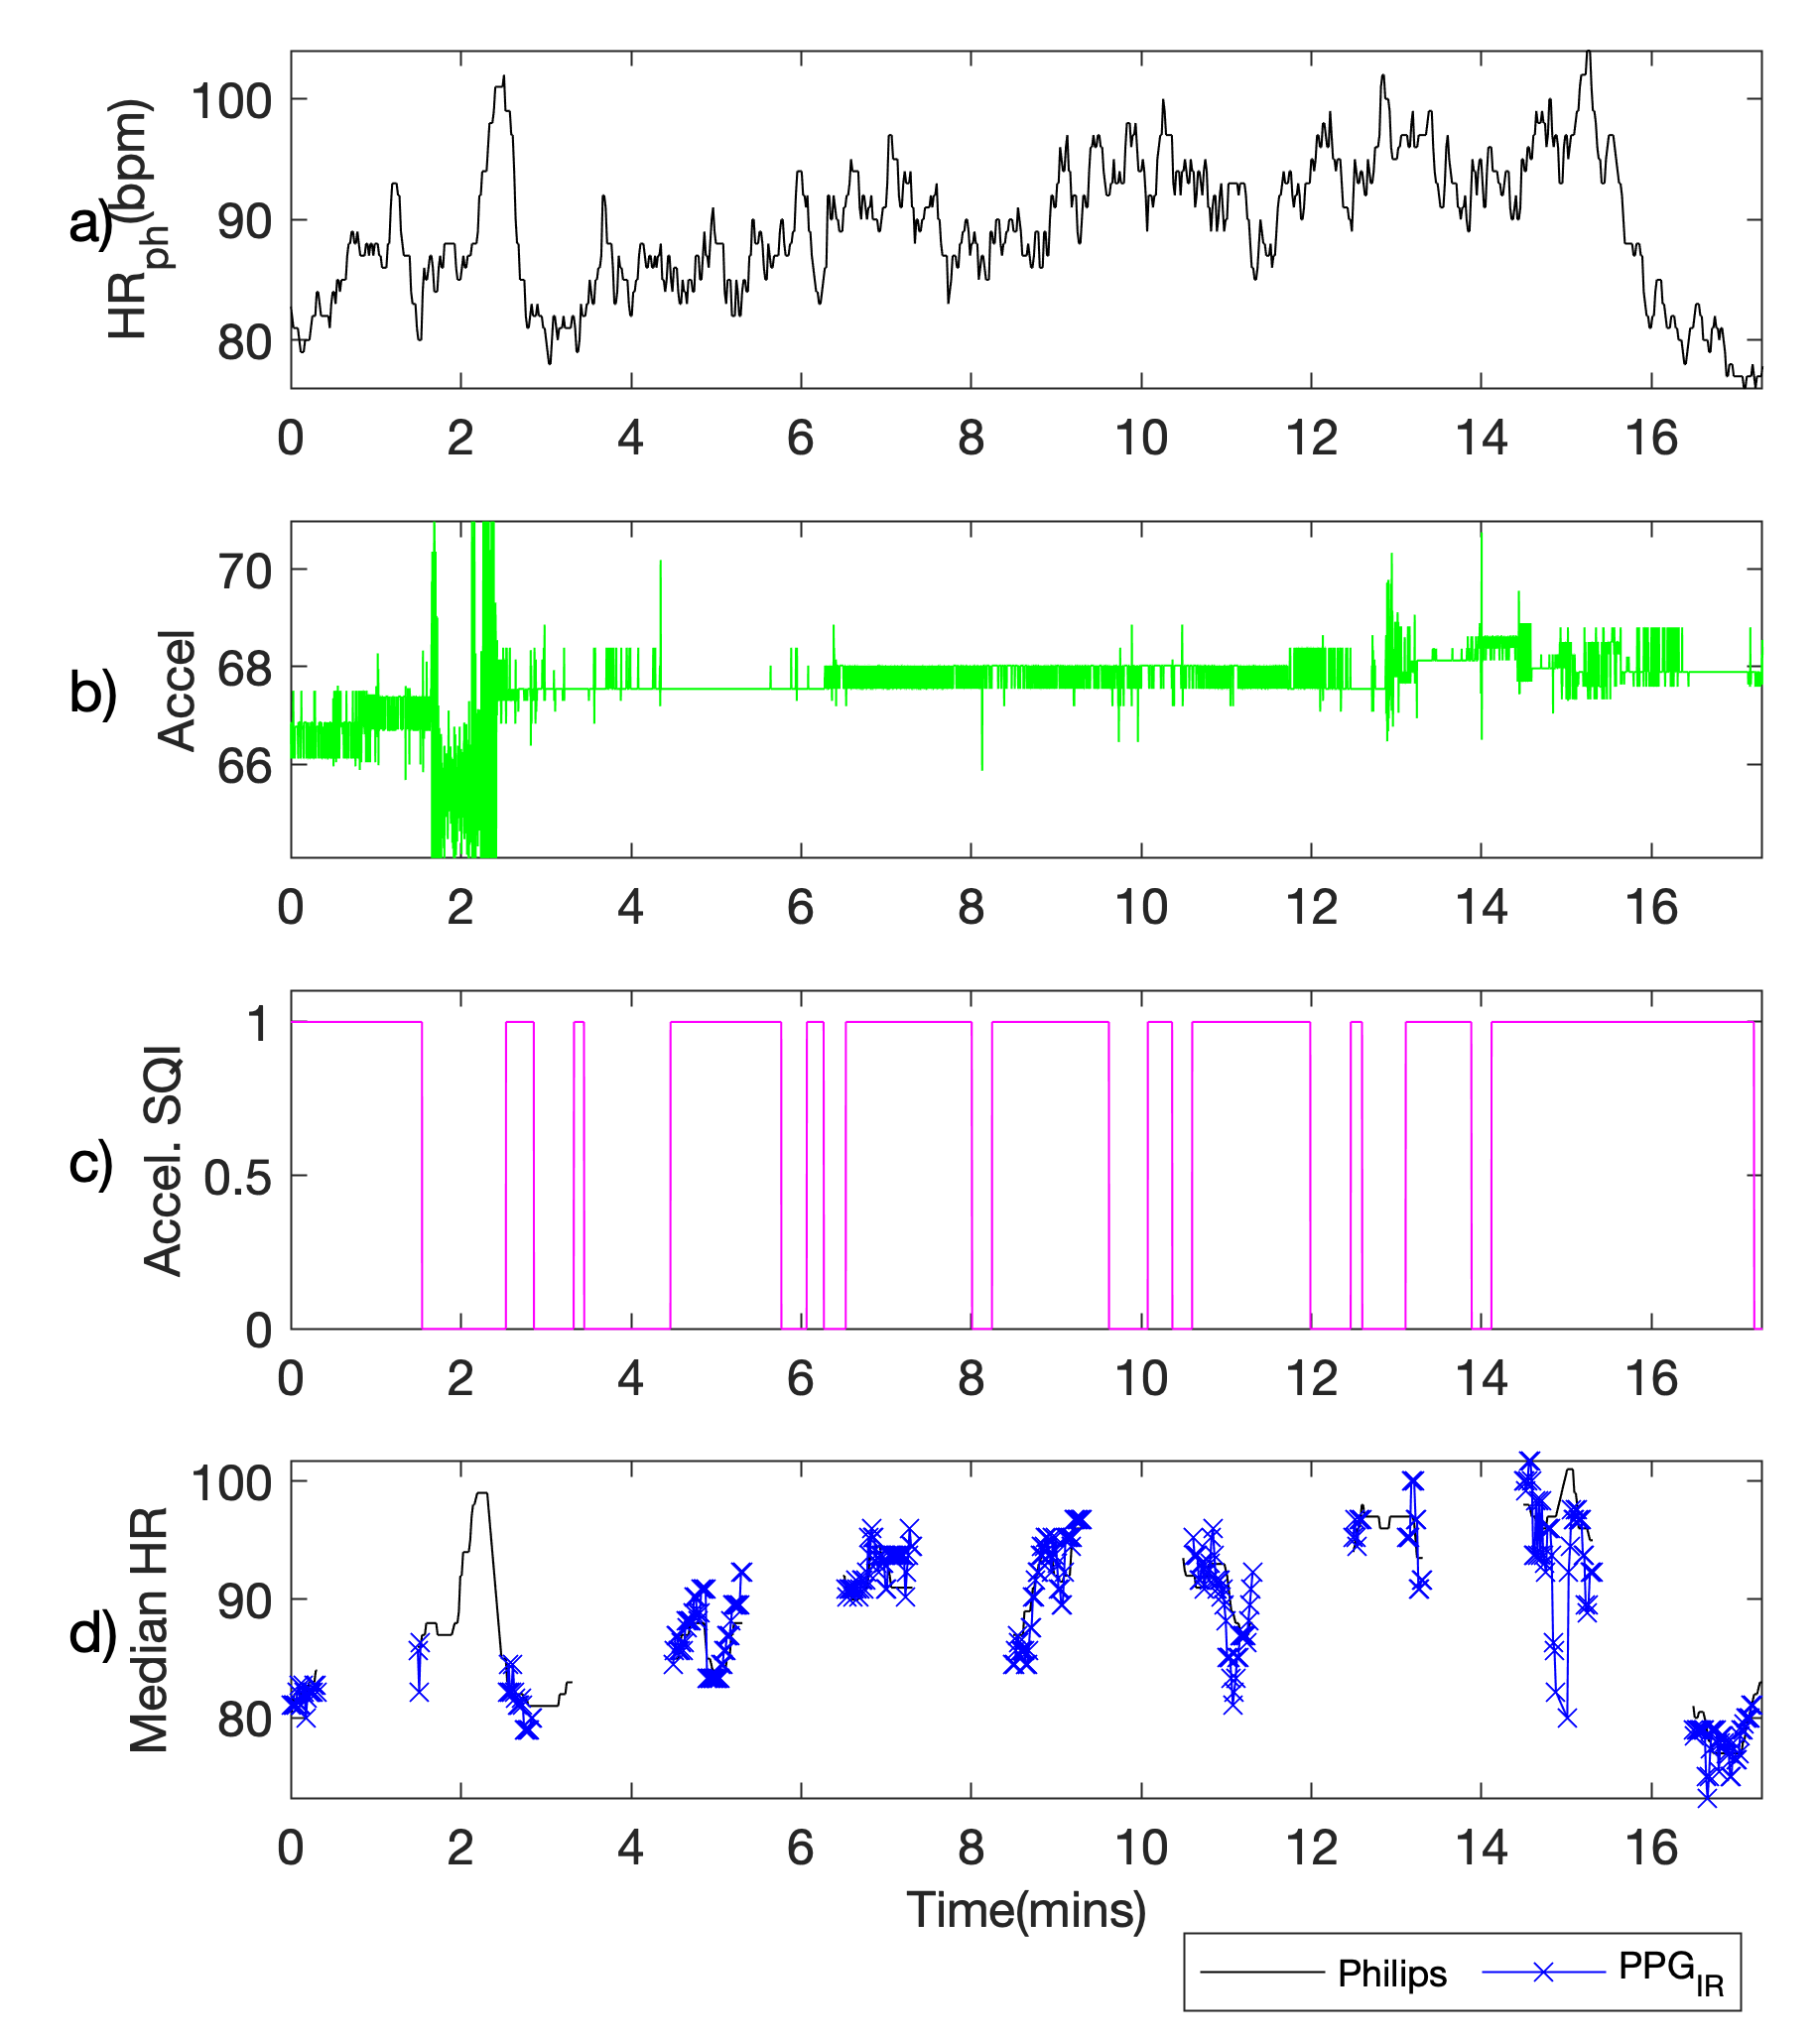 a)
HRph (bpm)
100
90
80
0 2 4 6 8 10 12 14 16
b)
Accel
70
68
66
0 2 4 6 8 10 12 14 16
c)
Accel. SQI
1
0.5
0
0 2 4 6 8 10 12 14 16
d)
Median HR
100
90
80
0 2 4 6 8 10 12 14 16
Time(mins)
Philips PPGIR